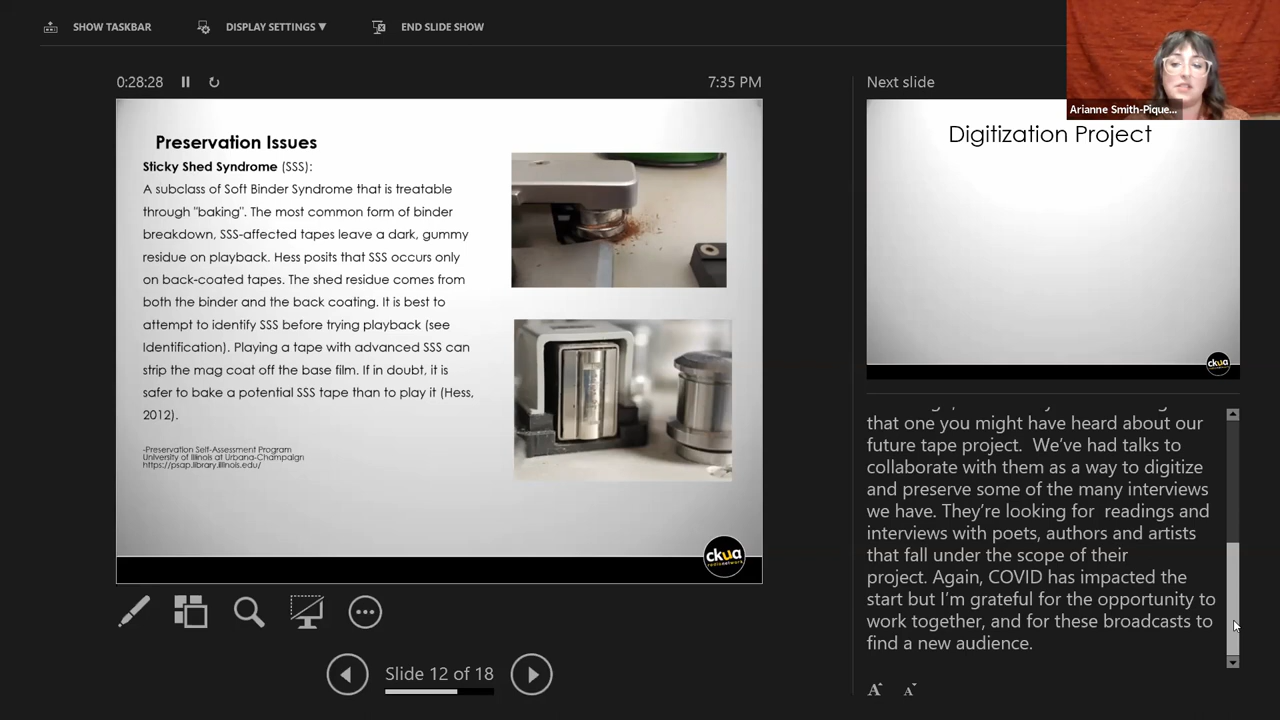 SHOW TASKBAR
DISPLAY SETTINGS ▼
END SLIDE SHOW
Arianne Smith-Pique...
0:28:28
7:35 PM
Preservation Issues
Sticky Shed Syndrome (SSS):
A subclass of Soft Binder Syndrome that is treatable
through "baking". The most common form of binder
breakdown, SSS-affected tapes leave a dark, gummy
residue on playback. Hess posits that SSS occurs only
on back-coated tapes. The shed residue comes from
both the binder and the back coating. It is best to
attempt to identify SSS before trying playback (see
Identification). Playing a tape with advanced SSS can
strip the mag coat off the base film. If in doubt, it is
safer to bake a potential SSS tape than to play it (Hess,
2012).
-Preservation Self-Assessment Program
University of Illinois at Urbana-Champaign
https://psap.library.illinois.edu/
ckua
radio network
Slide 12 of 18
Next slide
Digitization Project
ckua
that one you might have heard about our
future tape project. We've had talks to
collaborate with them as a way to digitize
and preserve some of the many interviews
we have. They're looking for readings and
interviews with poets, authors and artists
that fall under the scope of their
project. Again, COVID has impacted the
start but I'm grateful for the opportunity to
work together, and for these broadcasts to
find a new audience.
A A